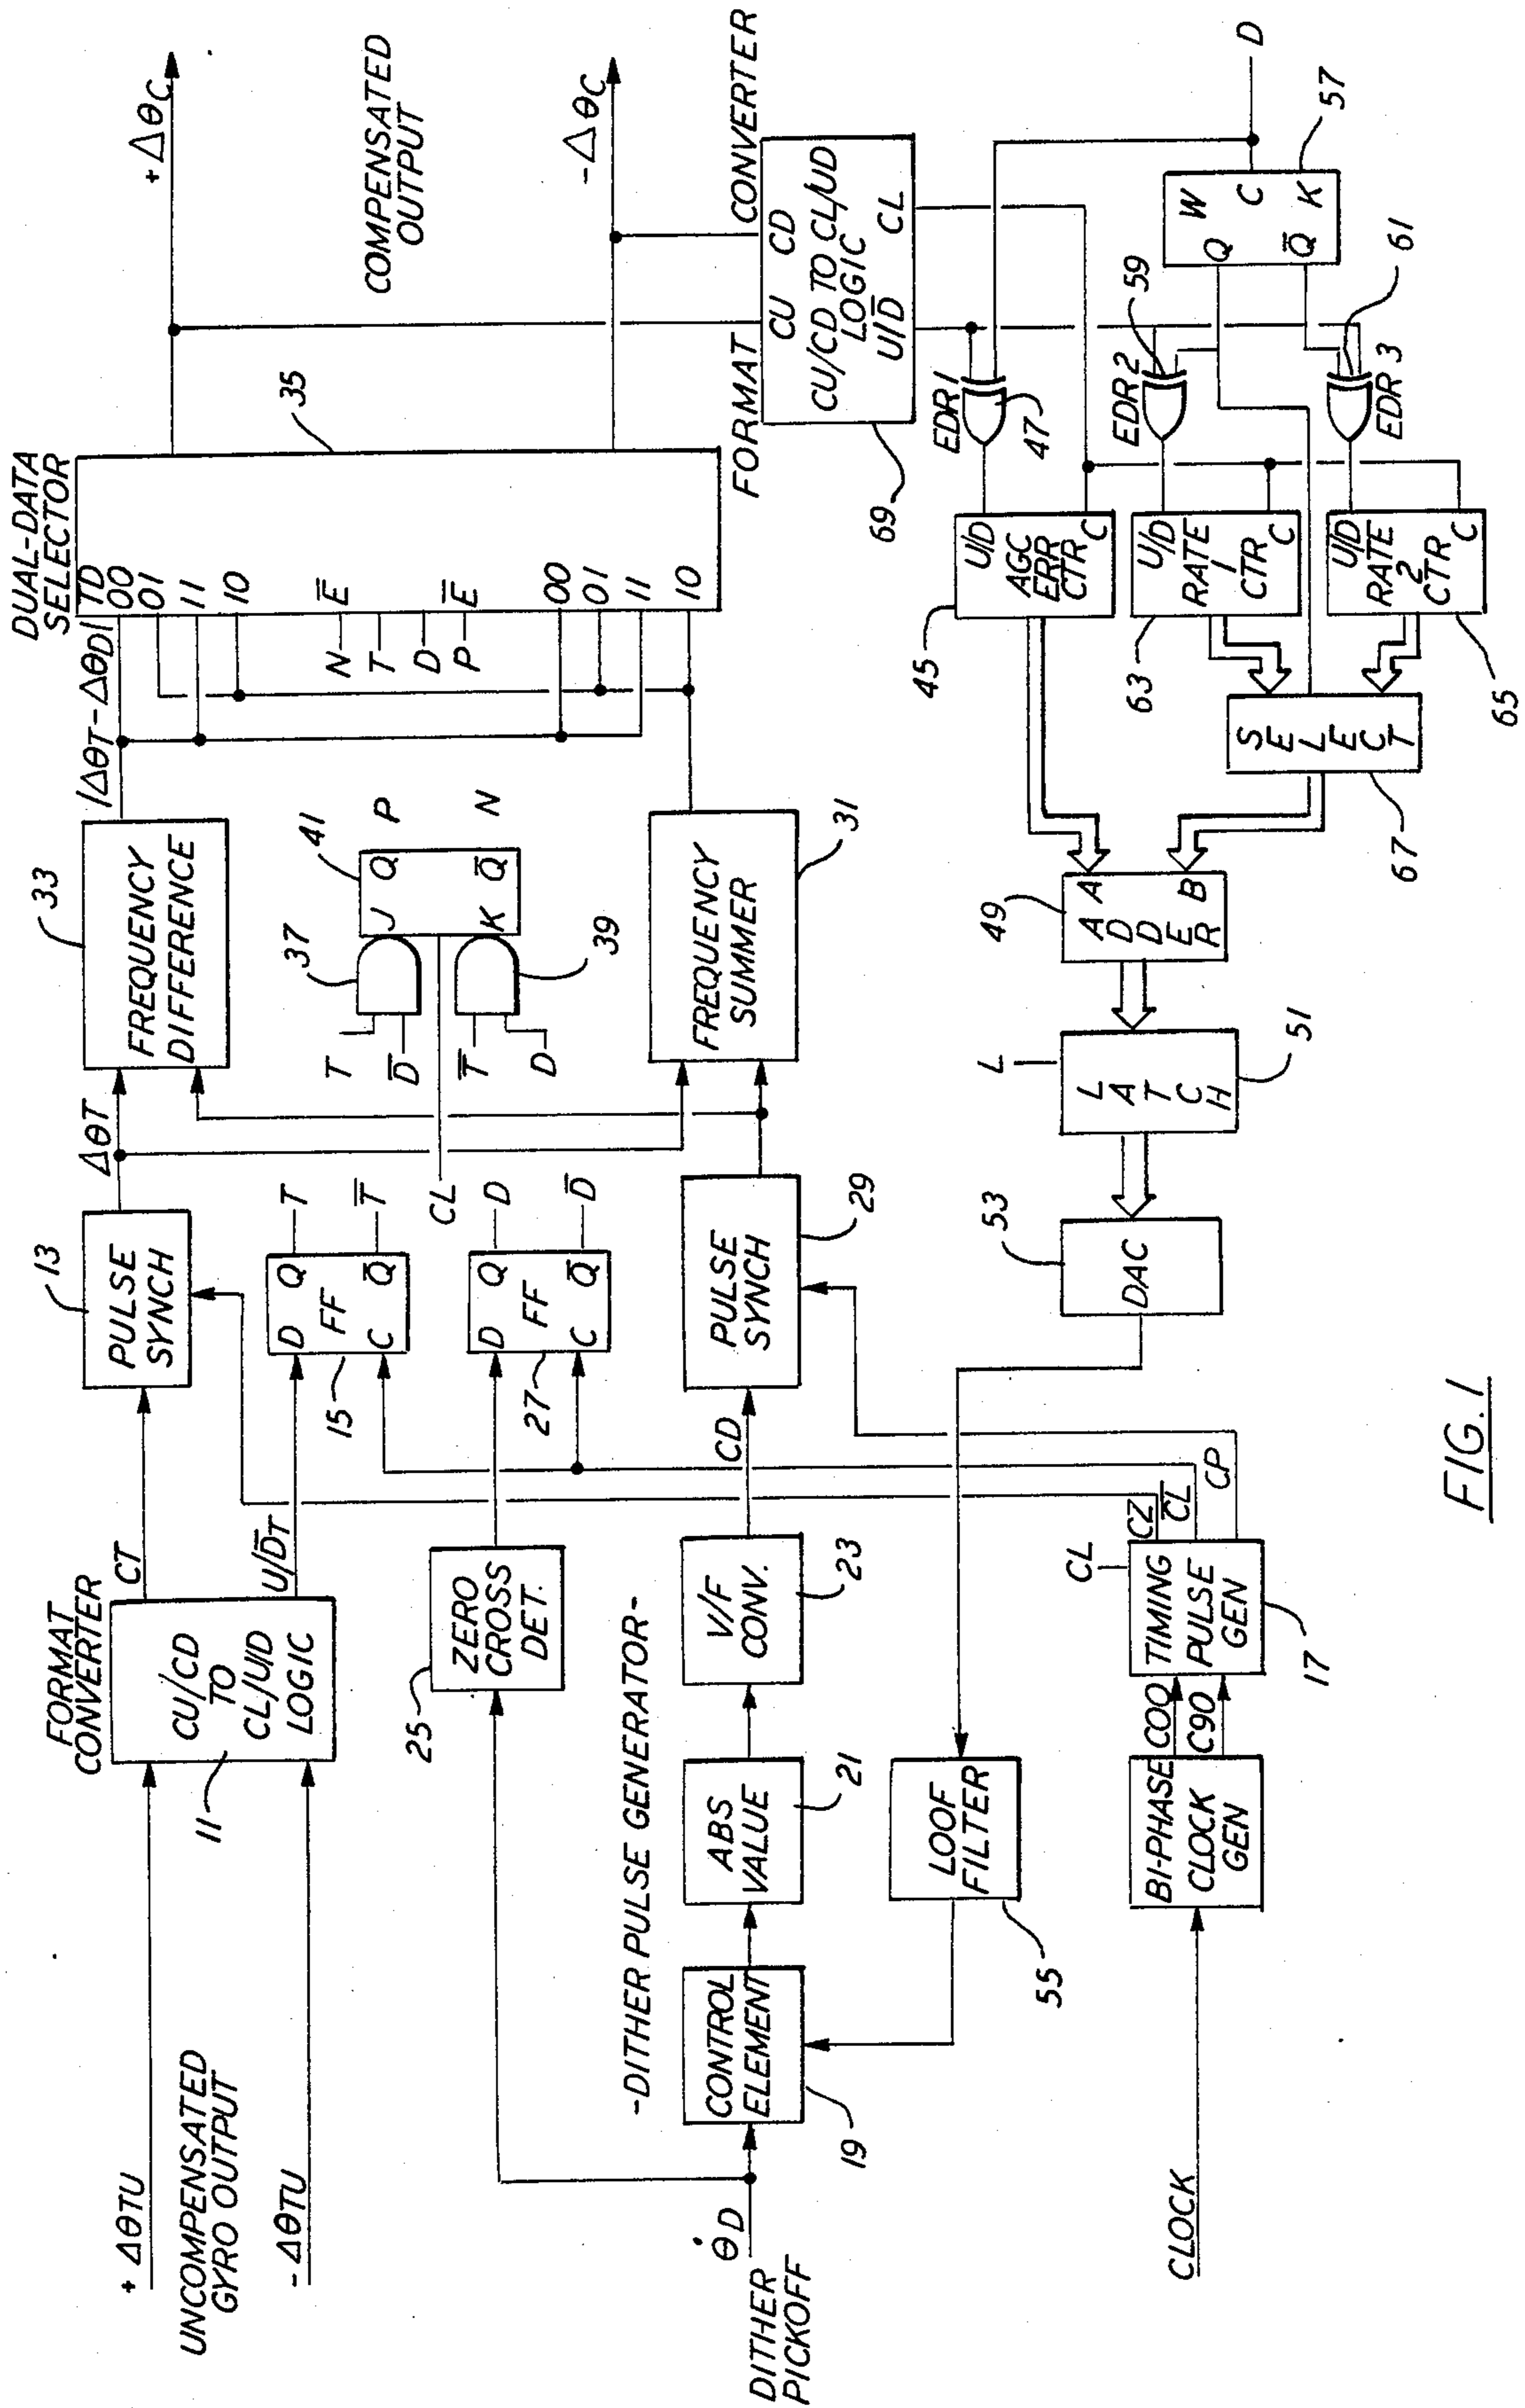 +ΔθTU
UNCOMPENSATED
GYRO OUTPUT
-ΔθTU
FORMAT
CONVERTER
CU/CD
TO
CL/U/D
LOGIC
11
CT
U/D̅T
13
PULSE
SYNCH
ΔθT
33
FREQUENCY
DIFFERENCE
|ΔθT-ΔθD|
DUAL-DATA
SELECTOR
TD
00
01
11
10
N E̅
T
D
P E̅
00
01
11
10
35
+ΔθC
COMPENSATED
OUTPUT
-ΔθC
D Q T
FF
C Q̅ T̅
15
25
ZERO
CROSS
DET.
D Q D
FF
C Q̅ D̅
27
T
D̅
37
T̅
D
39
CL
41
J Q P
K Q̅ N
-DITHER PULSE GENERATOR-
θ̇D
DITHER
PICKOFF
CONTROL
ELEMENT
19
ABS
VALUE
21
V/F
CONV.
23
CD
PULSE
SYNCH
29
FREQUENCY
SUMMER
31
FORMAT CONVERTER
CU CD
CU/CD TO CL/UD
LOGIC
U/D̅ CL
69
LOOF
FILTER
55
DAC
53
L
LATCH
51
ADDER
A
B
49
45
U/D
AGC
ERR
CTR
C
EDR 1
47
63
U/D
RATE
1
CTR
C
EDR 2
59
65
U/D
RATE
2
CTR
C
EDR 3
61
SELECT
67
W
Q C
Q̅ K
57
D
CLOCK
BI-PHASE
CLOCK
GEN
C00
C90
TIMING
PULSE
GEN
17
CL
CZ
C̅L̅
CP
FIG. 1